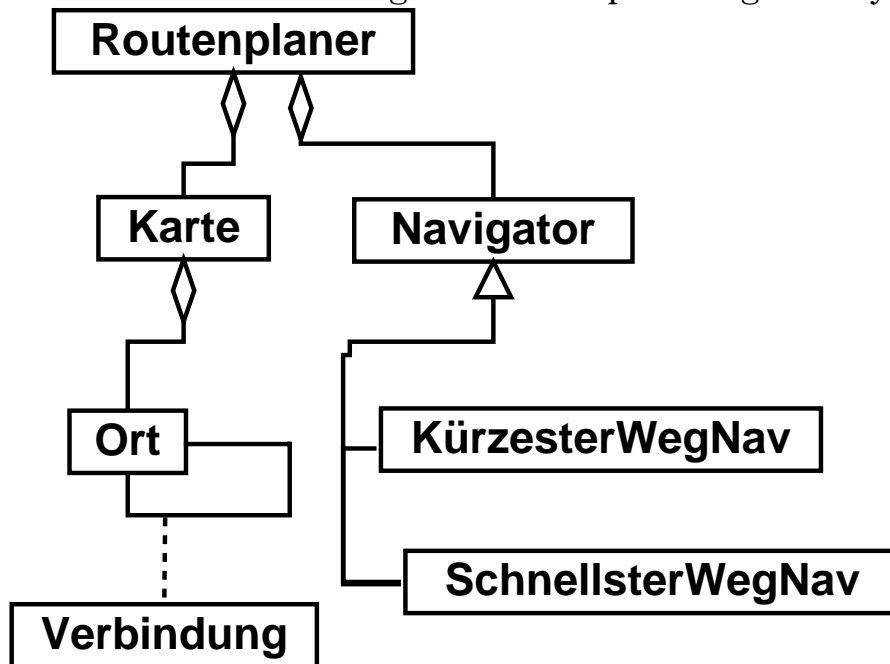 Routenplaner
Karte
Navigator
Ort
KürzesterWegNav
SchnellsterWegNav
Verbindung